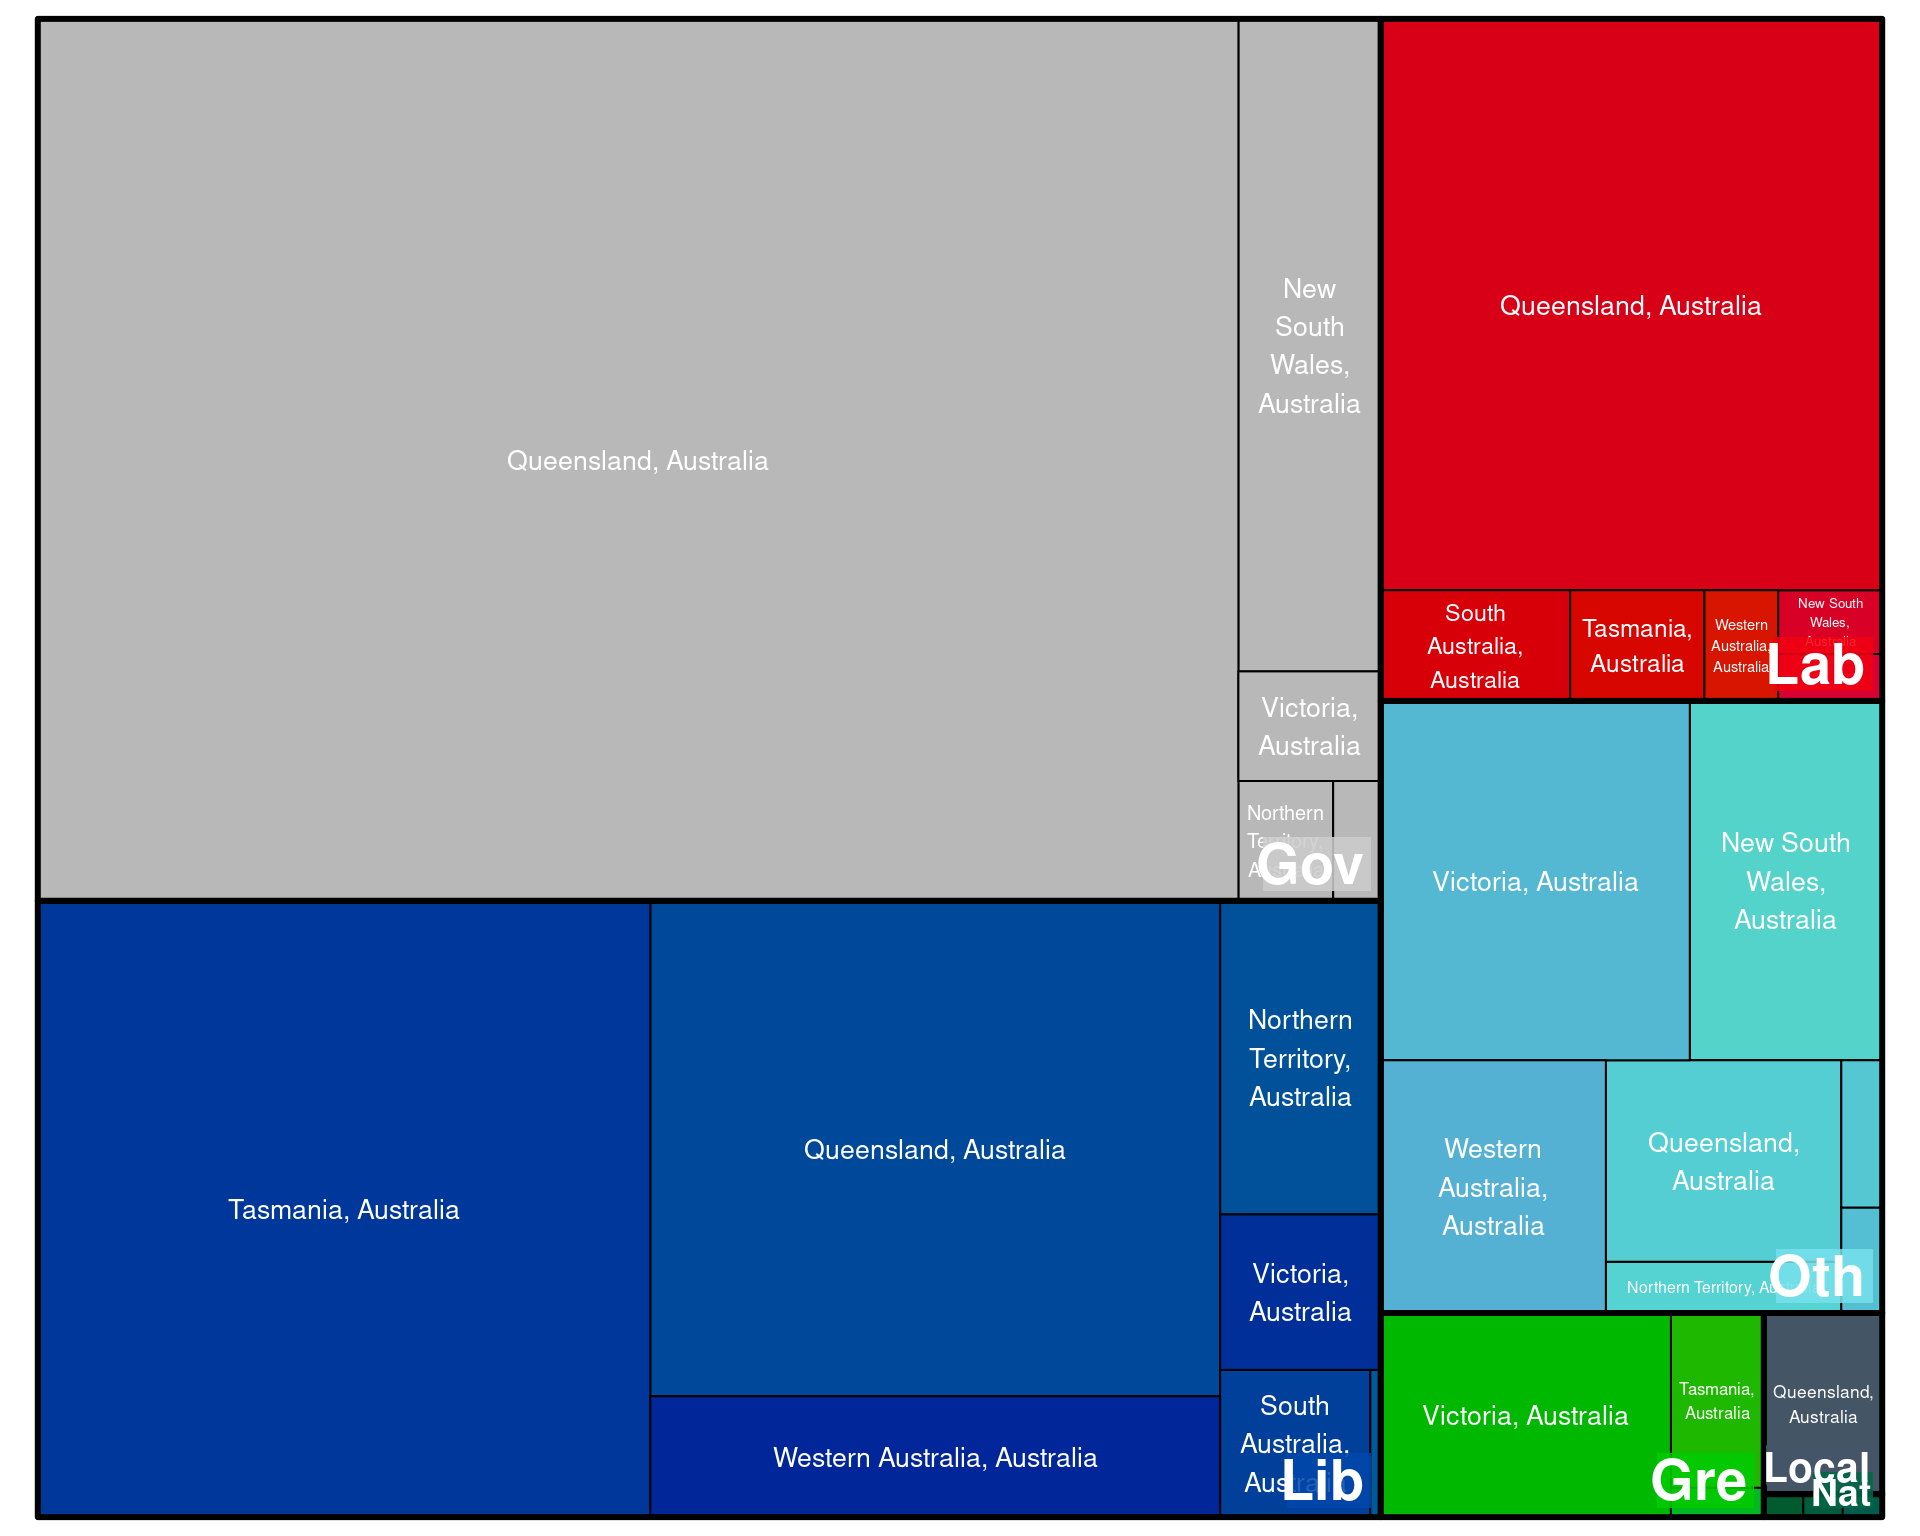 Queensland, Australia
New
South
Wales,
Australia
Victoria,
Australia
Northern
Territory,
Gov
Queensland, Australia
South
Australia,
Australia
Tasmania,
Australia
Western
Australia,
Australia
New South
Wales,
Australia
Lab
Victoria, Australia
New South
Wales,
Australia
Western
Australia,
Australia
Queensland,
Australia
Northern Territory, Australia
Oth
Tasmania, Australia
Queensland, Australia
Western Australia, Australia
Northern
Territory,
Australia
Victoria,
Australia
South
Australia,
Australia
Lib
Victoria, Australia
Tasmania,
Australia
Gre
Queensland,
Australia
Local
Nat